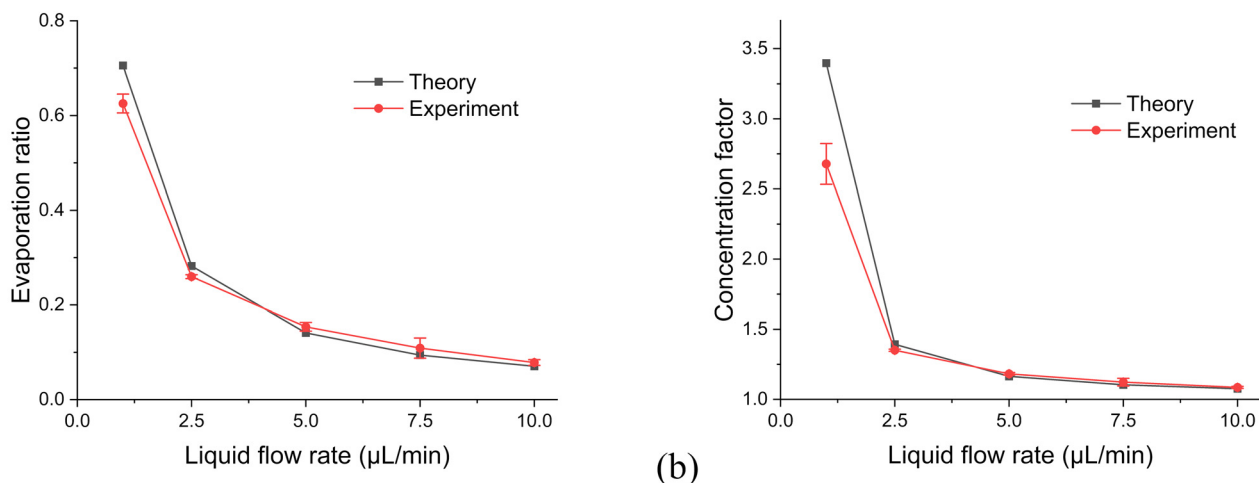 0.8
0.6
0.4
0.2
0.0
Evaporation ratio
Theory
Experiment
0.0 2.5 5.0 7.5 10.0
Liquid flow rate (µL/min)
(b)
3.5
3.0
2.5
2.0
1.5
1.0
Concentration factor
Theory
Experiment
0.0 2.5 5.0 7.5 10.0
Liquid flow rate (µL/min)